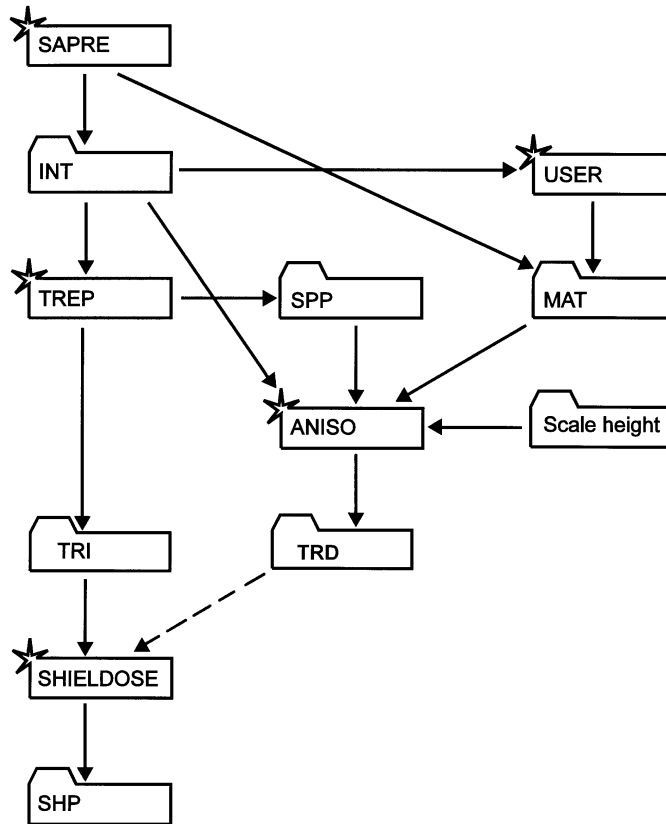 SAPRE
INT
USER
TREP
SPP
MAT
ANISO
Scale height
TRI
TRD
SHIELDOSE
SHP